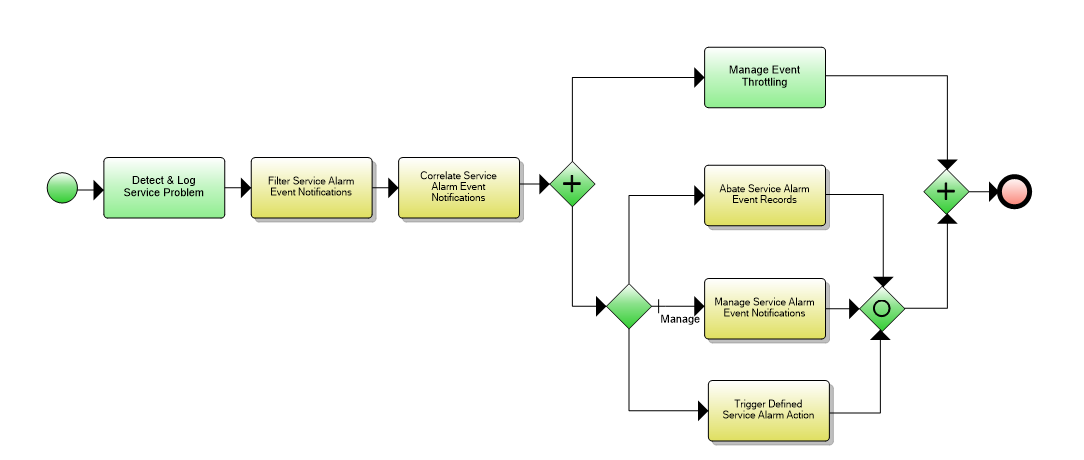 Detect & Log
Service Problem
Filter Service Alarm
Event Notifications
Correlate Service
Alarm Event
Notifications
Manage Event
Throttling
Abate Service Alarm
Event Records
Manage
Manage Service Alarm
Event Notifications
Trigger Defined
Service Alarm Action